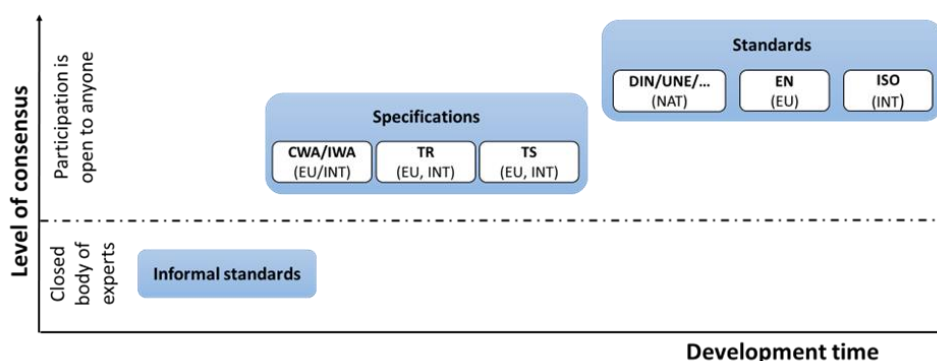 Level of consensus
Participation is
open to anyone
Closed
body of
experts
Standards
DIN/UNE/...
(NAT)
EN
(EU)
ISO
(INT)
Specifications
CWA/IWA
(EU/INT)
TR
(EU, INT)
TS
(EU, INT)
Informal standards
Development time